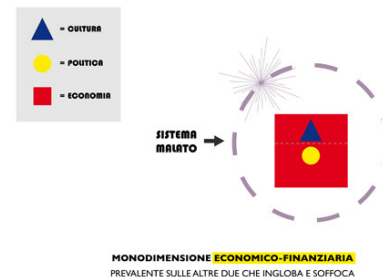 = CULTURA
= POLITICA
= ECONOMIA
SISTEMA
MALATO
MONODIMENSIONE ECONOMICO-FINANZIARIA
PREVALENTE SULLE ALTRE DUE CHE INGLOBA E SOFFOCA